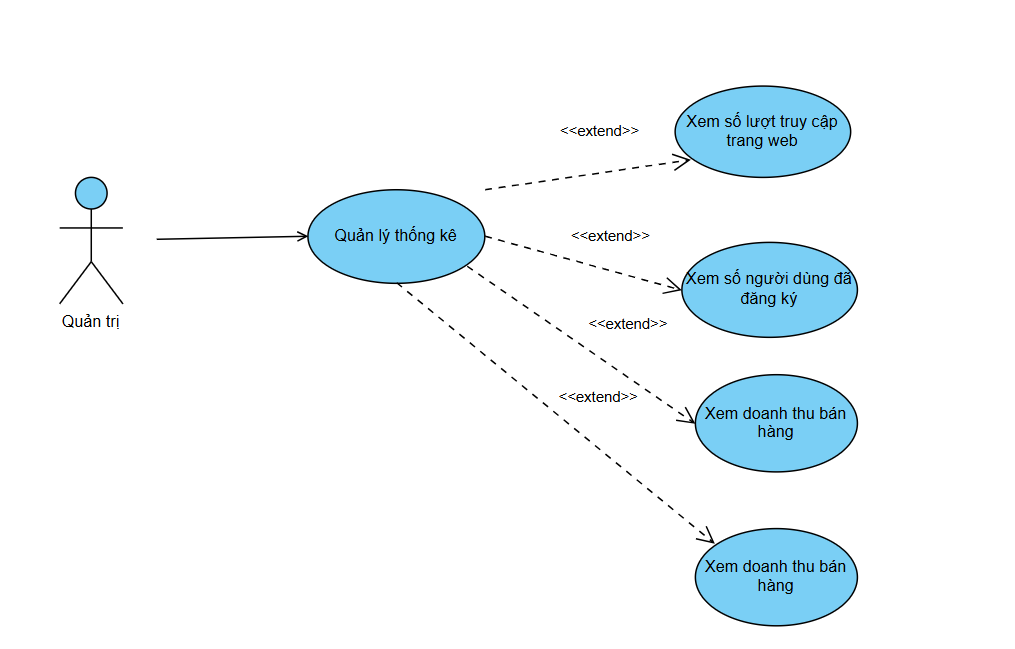 <<extend>>
Xem số lượt truy cập
trang web
Quản lý thống kê
<<extend>>
Xem số người dùng đã
đăng ký
Quản trị
<<extend>>
<<extend>>
Xem doanh thu bán
hàng
Xem doanh thu bán
hàng